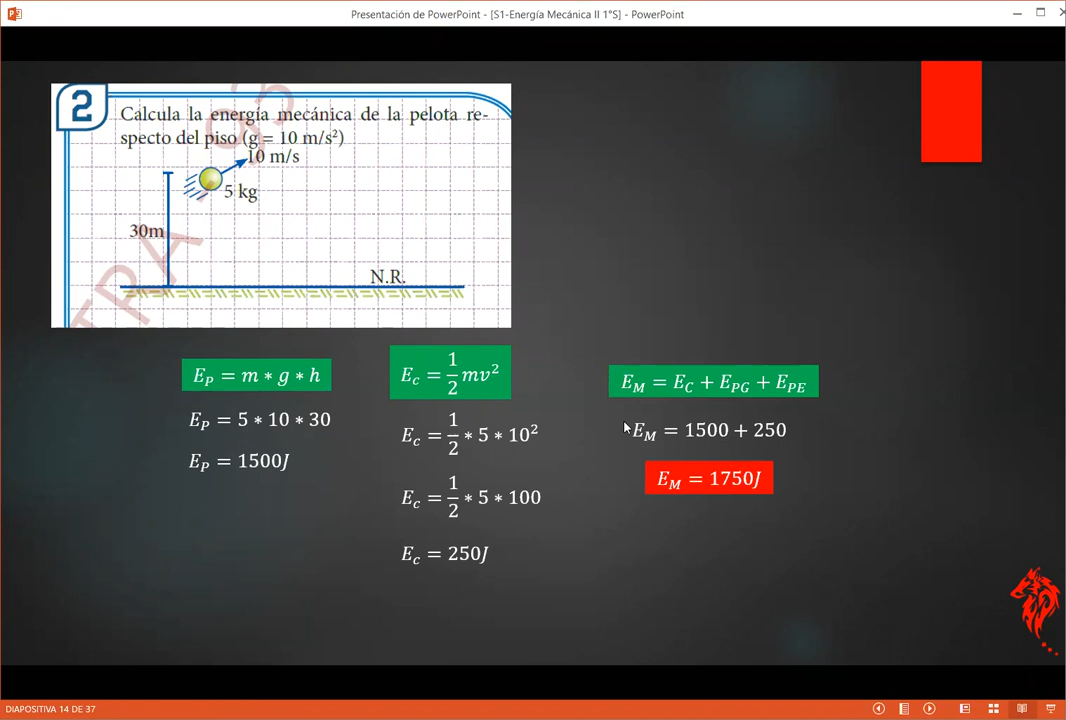 Presentación de PowerPoint - [S1-Energía Mecánica II 1°S] - PowerPoint
2
Calcula la energía mecánica de la pelota re-
specto del piso (g = 10 m/s²)
10 m/s
5 kg
30m
N.R.
E_P = m * g * h
E_P = 5 * 10 * 30
E_P = 1500J
E_c = 1/2 mv²
E_c = 1/2 * 5 * 10²
E_c = 1/2 * 5 * 100
E_c = 250J
E_M = E_C + E_PG + E_PE
E_M = 1500 + 250
E_M = 1750J
DIAPOSITIVA 14 DE 37